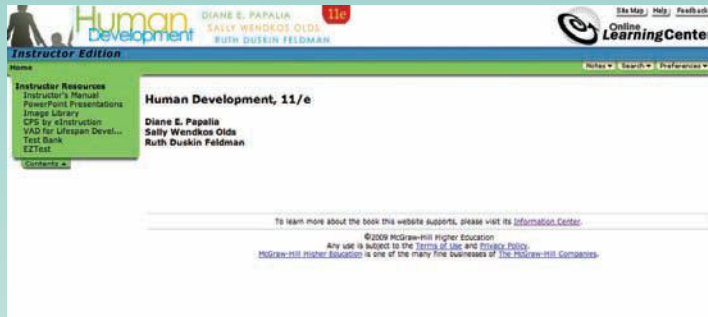 Human Development
DIANE E. PAPALIA
SALLY WENDKOS OLDS
RUTH DUSKIN FELDMAN
11e
Site Map | Help | Feedback
Online
LearningCenter
Instructor Edition
Home
Notes ▾ Search ▾ Preferences ▾
Instructor Resources
Instructor's Manual
PowerPoint Presentations
Image Library
CPS by eInstruction
VAD for Lifespan Devel...
Test Bank
EZTest
Contents ▴
Human Development, 11/e
Diane E. Papalia
Sally Wendkos Olds
Ruth Duskin Feldman
To learn more about the book this website supports, please visit its Information Center.
©2009 McGraw-Hill Higher Education
Any use is subject to the Terms of Use and Privacy Policy.
McGraw-Hill Higher Education is one of the many fine businesses of The McGraw-Hill Companies.